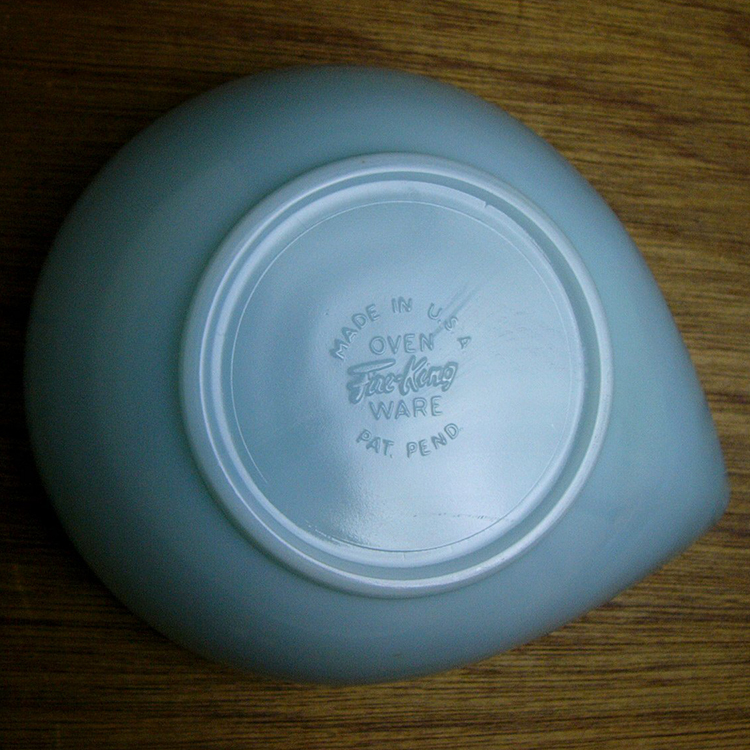 MADE IN U.S.A
OVEN
Fire-King
WARE
PAT. PEND.